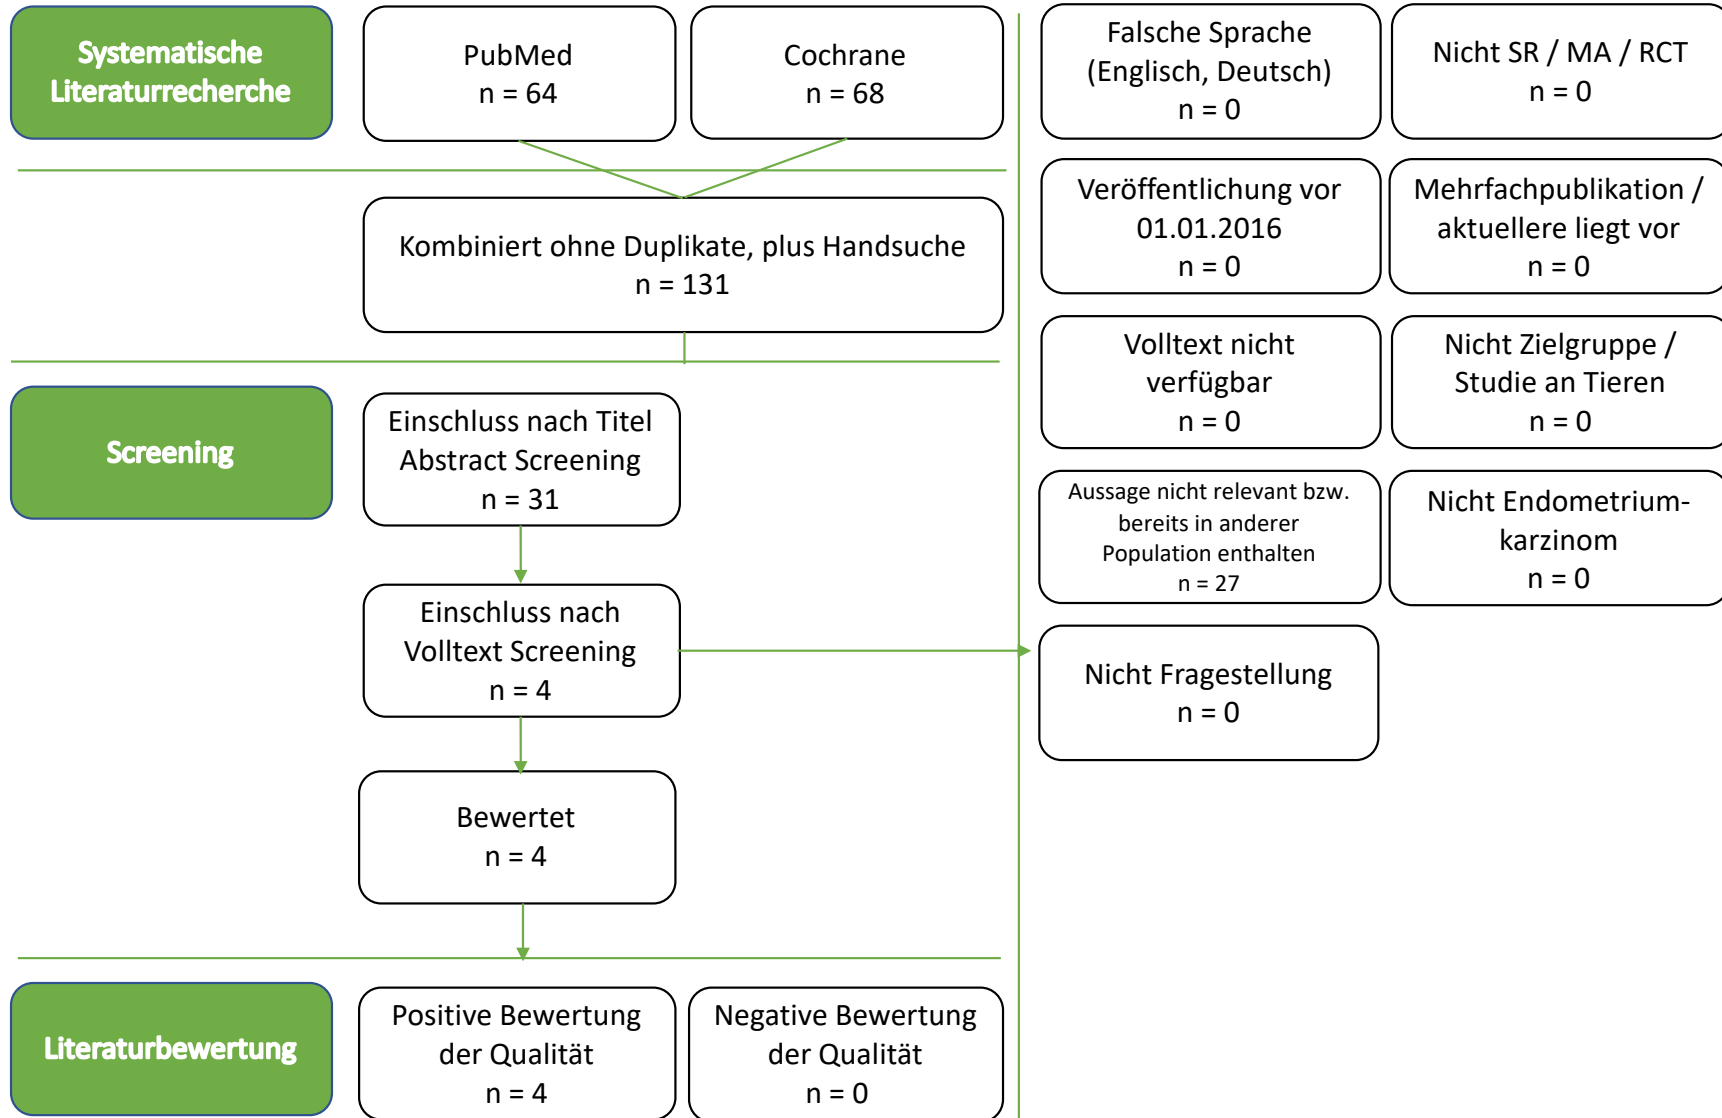 Systematische
Literaturrecherche
PubMed
n = 64
Cochrane
n = 68
Kombiniert ohne Duplikate, plus Handsuche
n = 131
Screening
Einschluss nach Titel
Abstract Screening
n = 31
Einschluss nach
Volltext Screening
n = 4
Bewertet
n = 4
Literaturbewertung
Positive Bewertung
der Qualität
n = 4
Negative Bewertung
der Qualität
n = 0
Falsche Sprache
(Englisch, Deutsch)
n = 0
Nicht SR / MA / RCT
n = 0
Veröffentlichung vor
01.01.2016
n = 0
Mehrfachpublikation /
aktuellere liegt vor
n = 0
Volltext nicht
verfügbar
n = 0
Nicht Zielgruppe /
Studie an Tieren
n = 0
Aussage nicht relevant bzw.
bereits in anderer
Population enthalten
n = 27
Nicht Endometrium-
karzinom
n = 0
Nicht Fragestellung
n = 0